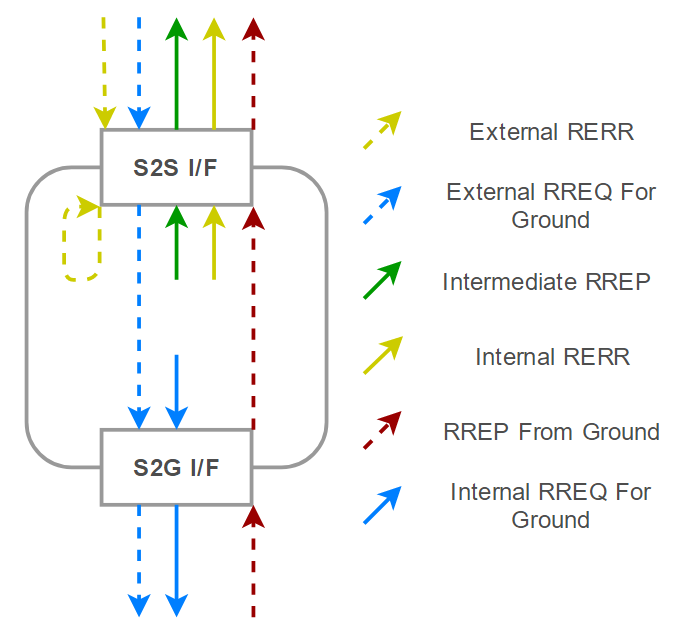 S2S I/F
S2G I/F
External RERR
External RREQ For
Ground
Intermediate RREP
Internal RERR
RREP From Ground
Internal RREQ For
Ground